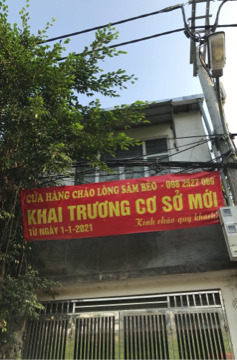 CỬA HÀNG CHÁO LÒNG SÂM BÈO - 098 2527 065
KHAI TRƯƠNG CƠ SỞ MỚI
TỪ NGÀY 1-1-2021
Kính chào quý khách